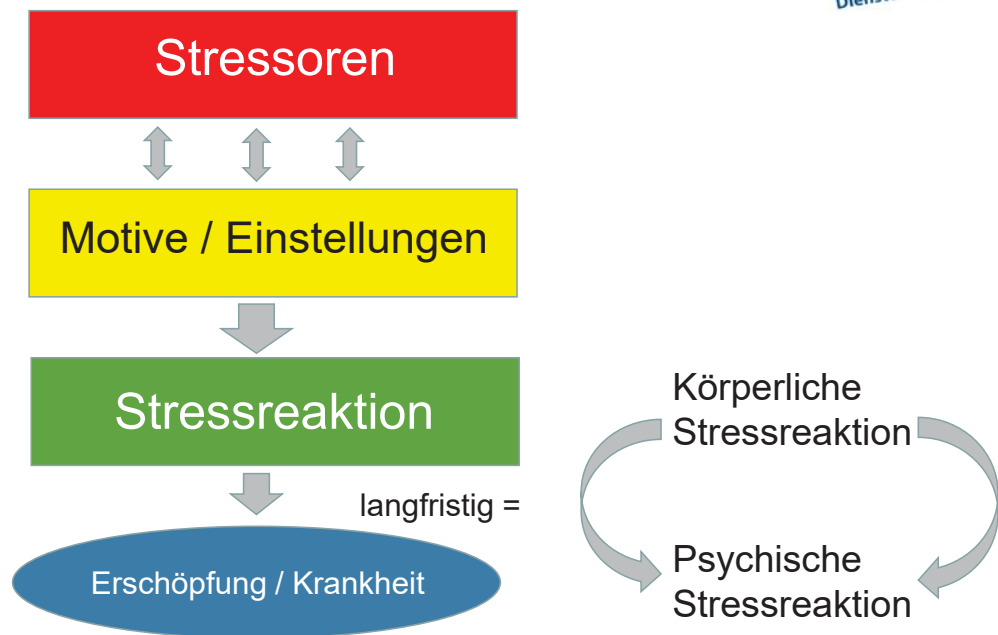 Stressoren
Motive / Einstellungen
Stressreaktion
langfristig =
Erschöpfung / Krankheit
Körperliche
Stressreaktion
Psychische
Stressreaktion